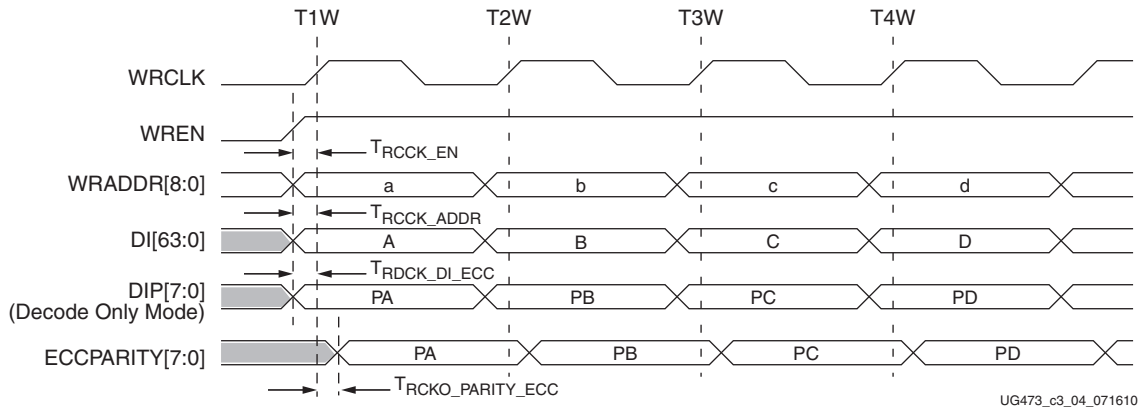 T1W T2W T3W T4W
WRCLK
WREN
TRCCK_EN
WRADDR[8:0] a b c d
TRCCK_ADDR
DI[63:0] A B C D
TRDCK_DI_ECC
DIP[7:0] PA PB PC PD
(Decode Only Mode)
ECCPARITY[7:0] PA PB PC PD
TRCKO_PARITY_ECC
UG473_c3_04_071610